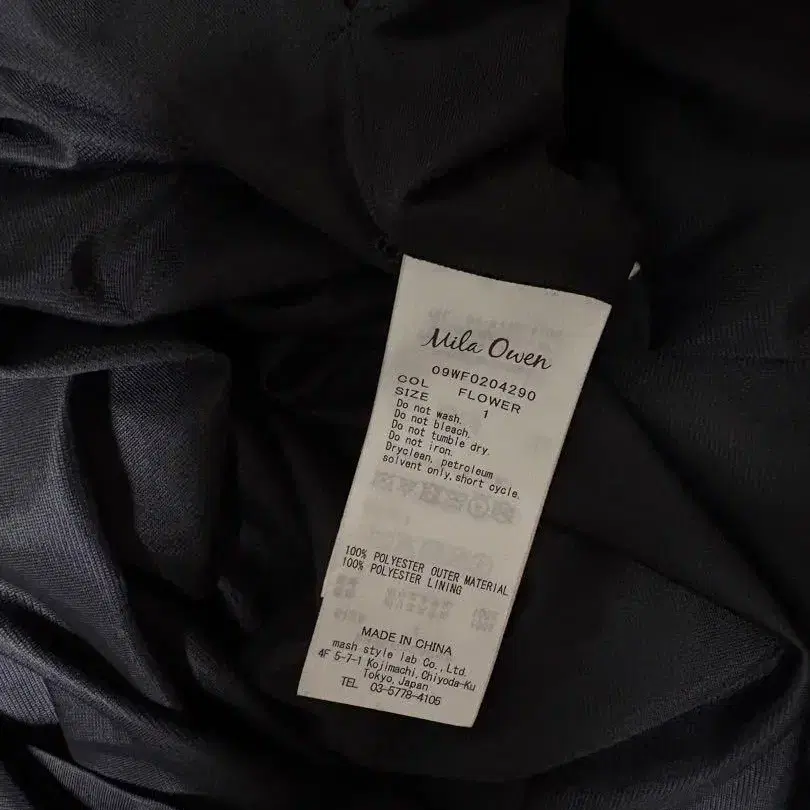 Mila Owen
09WF0204290
COL FLOWER
SIZE 1
Do not wash.
Do not bleach.
Do not tumble dry.
Do not iron.
Dryclean, petroleum
solvent only,short cycle.
100% POLYESTER OUTER MATERIAL
100% POLYESTER LINING
MADE IN CHINA
mash style lab Co.,Ltd.
4F 5-7-1 Kojimachi,Chiyoda-Ku
Tokyo,Japan
TEL 03-5778-4105